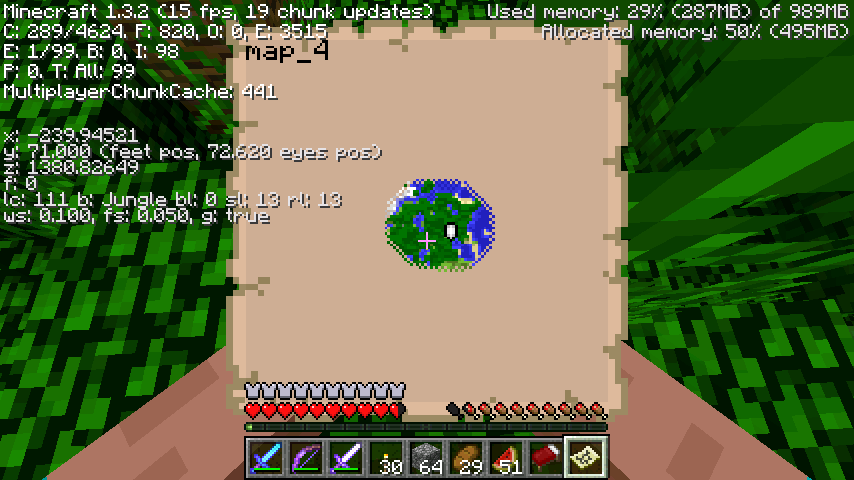 Minecraft 1.3.2 (15 fps, 19 chunk updates)
C: 289/4624, F: 820, O: 0, E: 3515
E: 1/99. B: 0, I: 98
P: 0, T: All: 99
MultiplayerChunkCache: 441
x: -239.94521
y: 71.000 (feet pos, 72.620 eyes pos)
z: 1380.82649
f: 0
lc: 111 b: Jungle bl: 0 sl: 13 rl: 13
ws: 0.100, fs: 0.050, g: true
Used memory: 29% (287MB) of 989MB
Allocated memory: 50% (495MB)
map_4
30 64 29 51